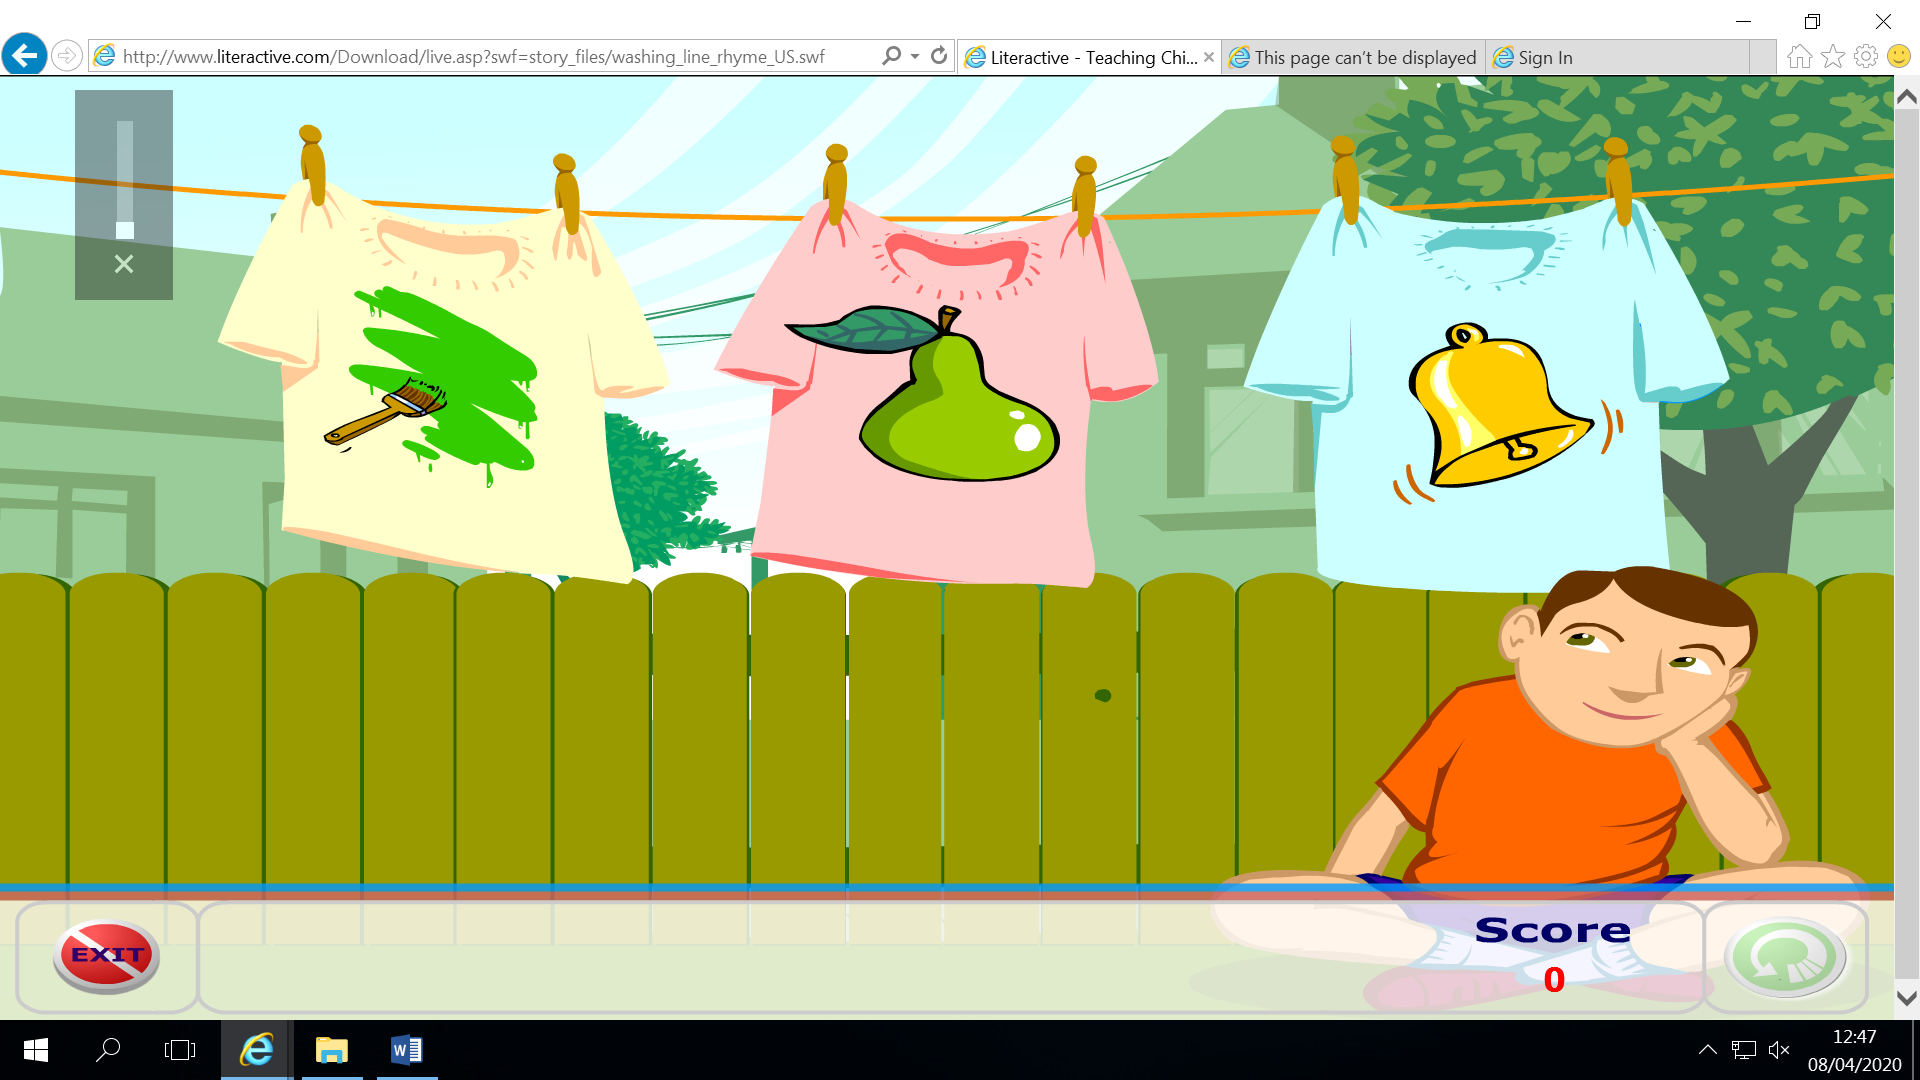 http://www.literactive.com/Download/live.asp?swf=story_files/washing_line_rhyme_US.swf
Literactive - Teaching Chi...
This page can't be displayed
Sign In
EXIT
Score
0
12:47
08/04/2020